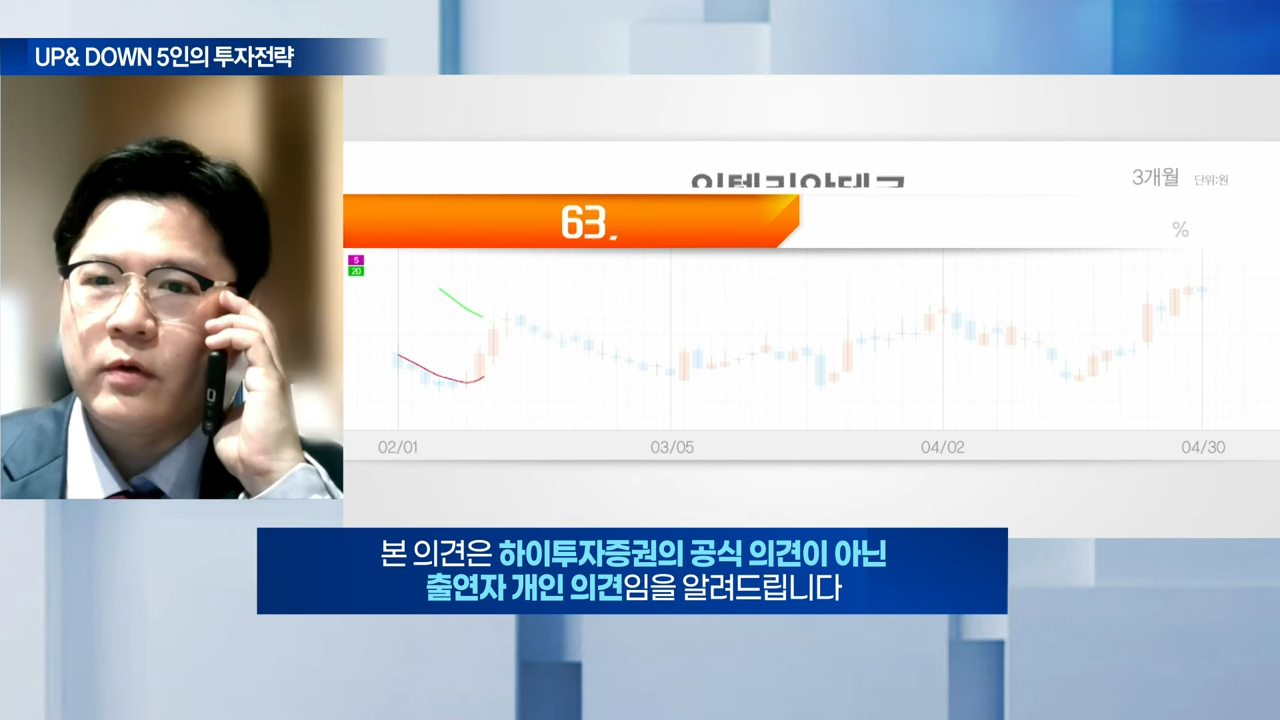 UP& DOWN 5인의 투자전략
3개월 단위:원
63.
%
5
20
02/01 03/05 04/02 04/30
본 의견은 하이투자증권의 공식 의견이 아닌
출연자 개인 의견임을 알려드립니다